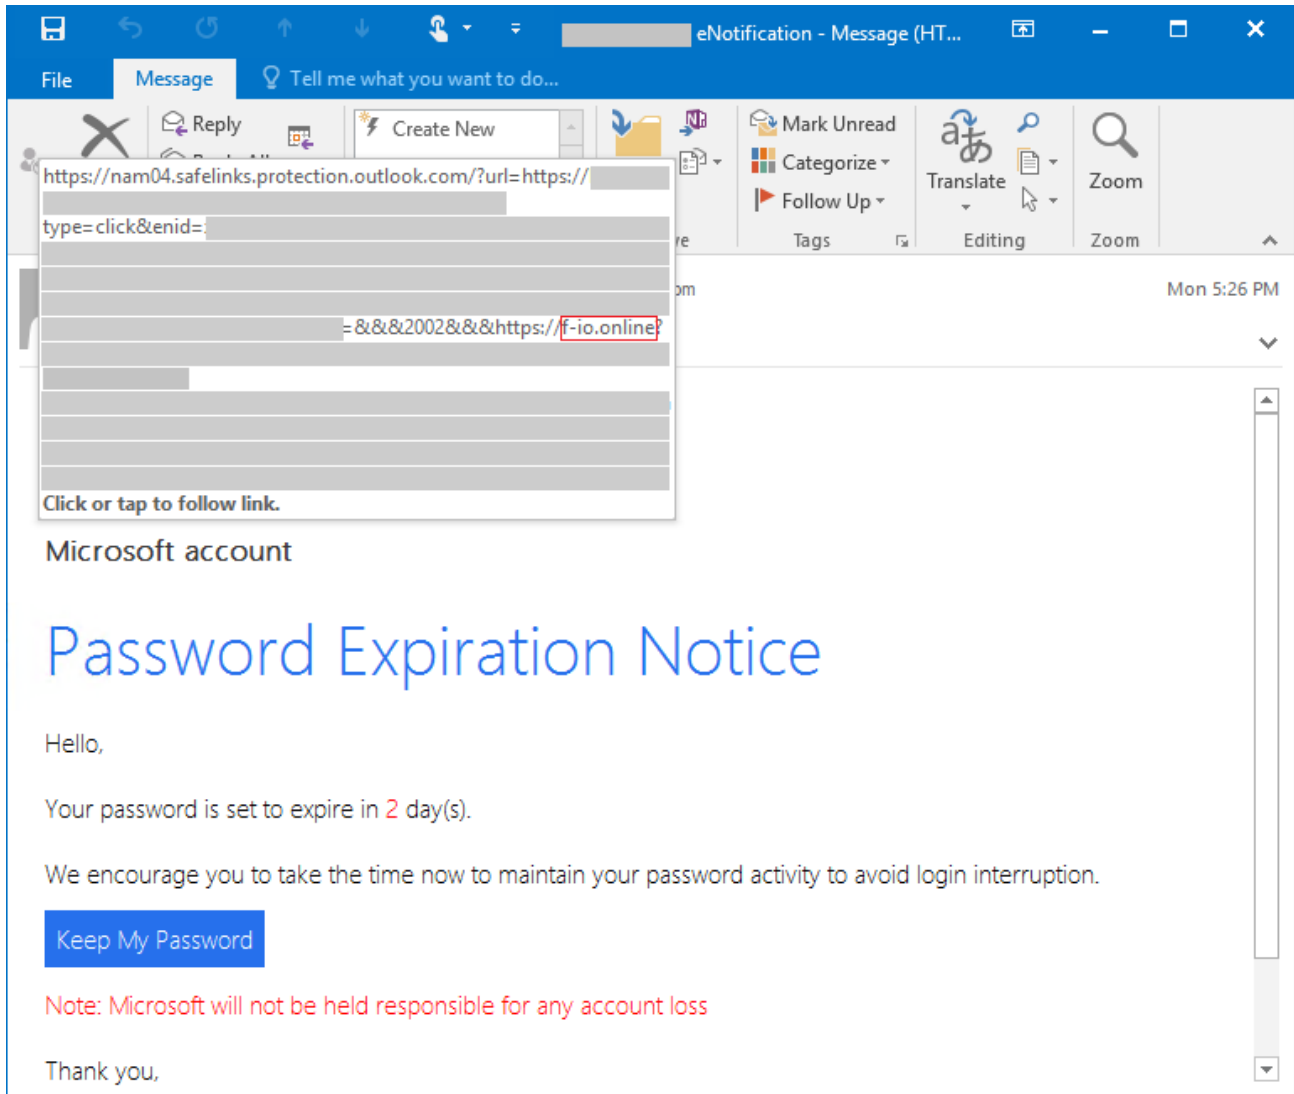 eNotification - Message (HT...
File
Message
Tell me what you want to do...
Reply
Create New
Mark Unread
Categorize
Follow Up
Translate
Zoom
Tags
Editing
Zoom
https://nam04.safelinks.protection.outlook.com/?url=https://
type=click&enid=
=&&&2002&&&https://f-io.online?
Click or tap to follow link.
Mon 5:26 PM
Microsoft account
Password Expiration Notice
Hello,
Your password is set to expire in 2 day(s).
We encourage you to take the time now to maintain your password activity to avoid login interruption.
Keep My Password
Note: Microsoft will not be held responsible for any account loss
Thank you,